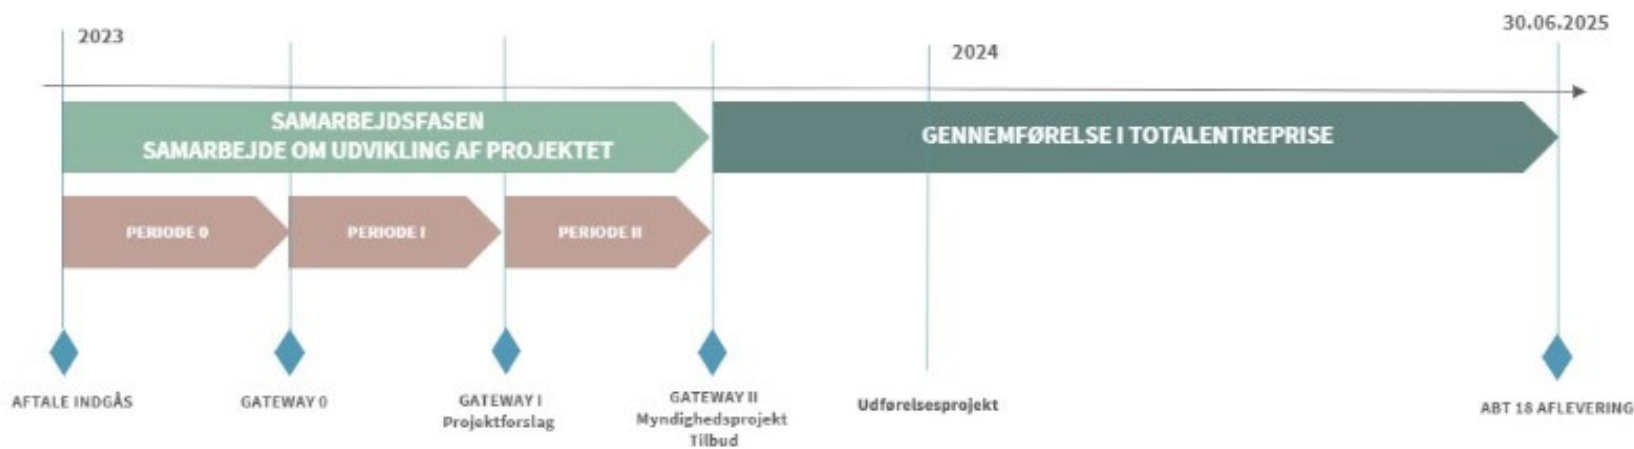 2023
2024
30.06.2025
SAMARBEJDSFASEN
SAMARBEJDE OM UDVIKLING AF PROJEKTET
GENNEMFØRELSE I TOTALENTREPRISE
PERIODE 0
PERIODE I
PERIODE II
AFTALE INDGÅS
GATEWAY 0
GATEWAY I
Projektforslag
GATEWAY II
Myndighedsprojekt
Tilbud
Udførelsesprojekt
ABT 18 AFLEVERING